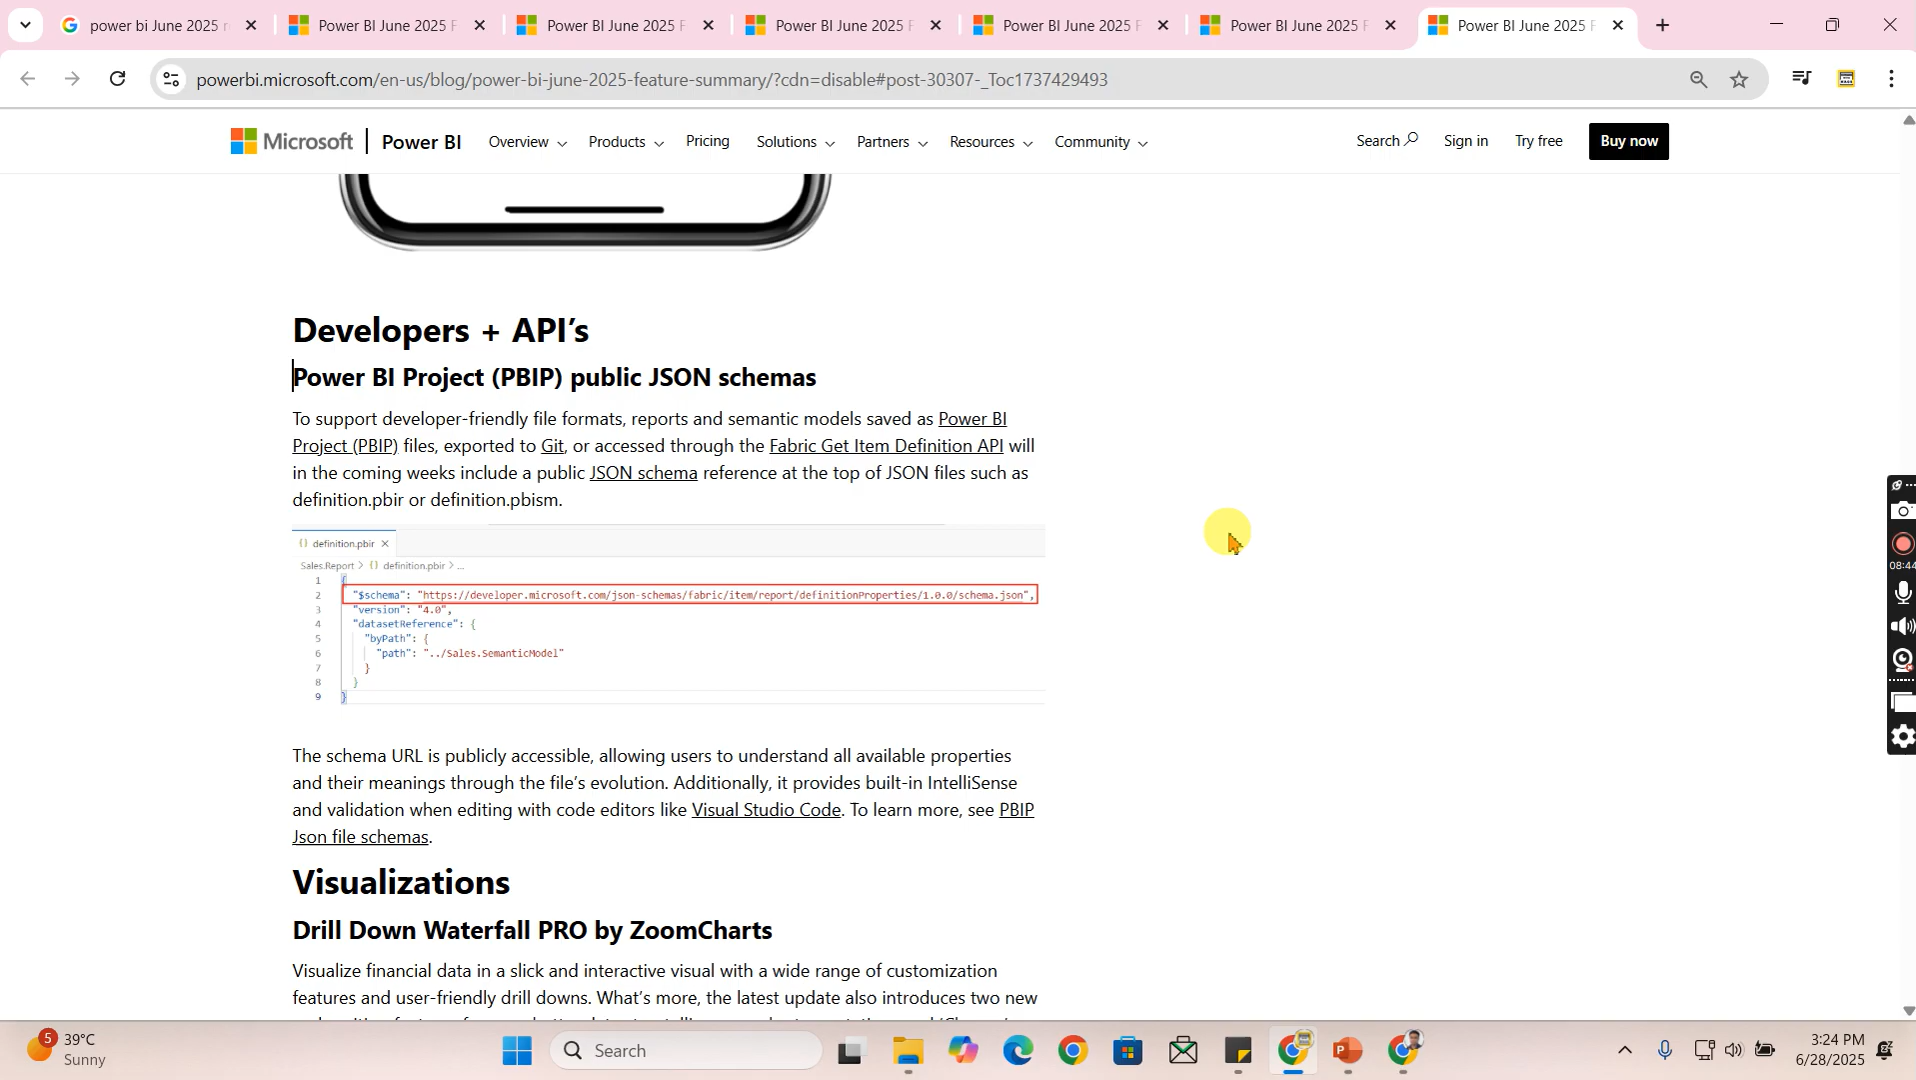 power bi June 2025 r
Power BI June 2025 F
Power BI June 2025 F
Power BI June 2025 F
Power BI June 2025 F
Power BI June 2025 F
Power BI June 2025 F
powerbi.microsoft.com/en-us/blog/power-bi-june-2025-feature-summary/?cdn=disable#post-30307-_Toc1737429493
Microsoft | Power BI Overview Products Pricing Solutions Partners Resources Community Search Sign in Try free Buy now
Developers + API’s
Power BI Project (PBIP) public JSON schemas
To support developer-friendly file formats, reports and semantic models saved as Power BI
Project (PBIP) files, exported to Git, or accessed through the Fabric Get Item Definition API will
in the coming weeks include a public JSON schema reference at the top of JSON files such as
definition.pbir or definition.pbism.
{} definition.pbir ×
Sales.Report > {} definition.pbir > ...
1 {
2 "$schema": "https://developer.microsoft.com/json-schemas/fabric/item/report/definitionProperties/1.0.0/schema.json",
3 "version": "4.0",
4 "datasetReference": {
5 "byPath": {
6 "path": "../Sales.SemanticModel"
7 }
8 }
9 }
08:44
The schema URL is publicly accessible, allowing users to understand all available properties
and their meanings through the file’s evolution. Additionally, it provides built-in IntelliSense
and validation when editing with code editors like Visual Studio Code. To learn more, see PBIP
Json file schemas.
Visualizations
Drill Down Waterfall PRO by ZoomCharts
Visualize financial data in a slick and interactive visual with a wide range of customization
features and user-friendly drill downs. What’s more, the latest update also introduces two new
5
39°C
Sunny
Search
3:24 PM
6/28/2025